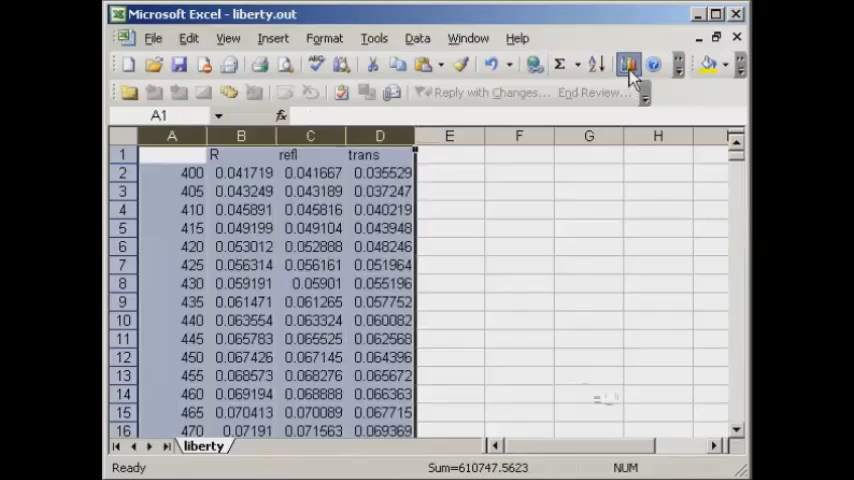 Microsoft Excel - liberty.out
File Edit View Insert Format Tools Data Window Help
Reply with Changes... End Review...
A1
A B C D E F G H
1 R refl trans
2 400 0.041719 0.041667 0.035529
3 405 0.043249 0.043189 0.037247
4 410 0.045891 0.045816 0.040219
5 415 0.049199 0.049104 0.043948
6 420 0.053012 0.052888 0.048246
7 425 0.056314 0.056161 0.051964
8 430 0.059191 0.05901 0.055196
9 435 0.061471 0.061265 0.057752
10 440 0.063554 0.063324 0.060082
11 445 0.065783 0.065525 0.062568
12 450 0.067426 0.067145 0.064396
13 455 0.068573 0.068276 0.065672
14 460 0.069194 0.068888 0.066363
15 465 0.070413 0.070089 0.067715
16 470 0.07191 0.071563 0.069369
liberty
Ready Sum=610747.5623 NUM